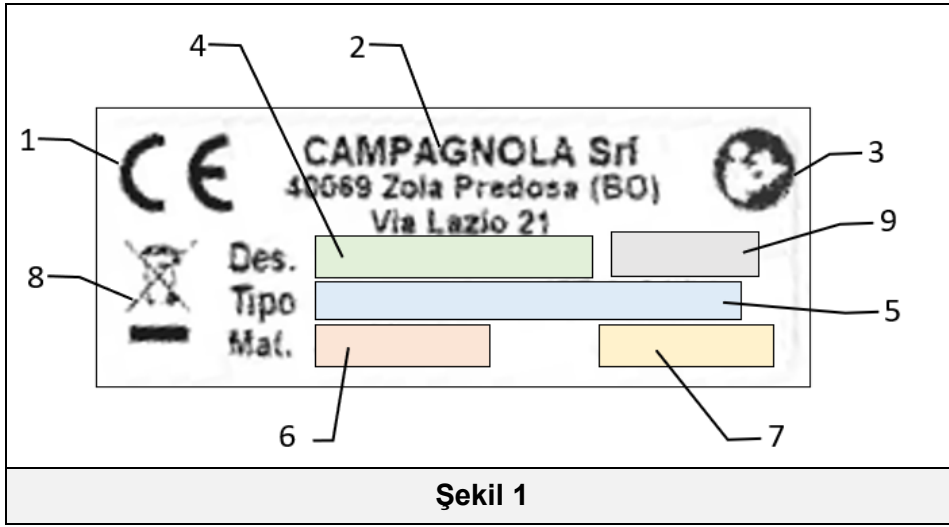 4
2
1
CE
CAMPAGNOLA Srl
3
40069 Zola Predosa (BO)
Via Lazio 21
9
8
Des.
Tipo
5
Mat.
6
7
Şekil 1